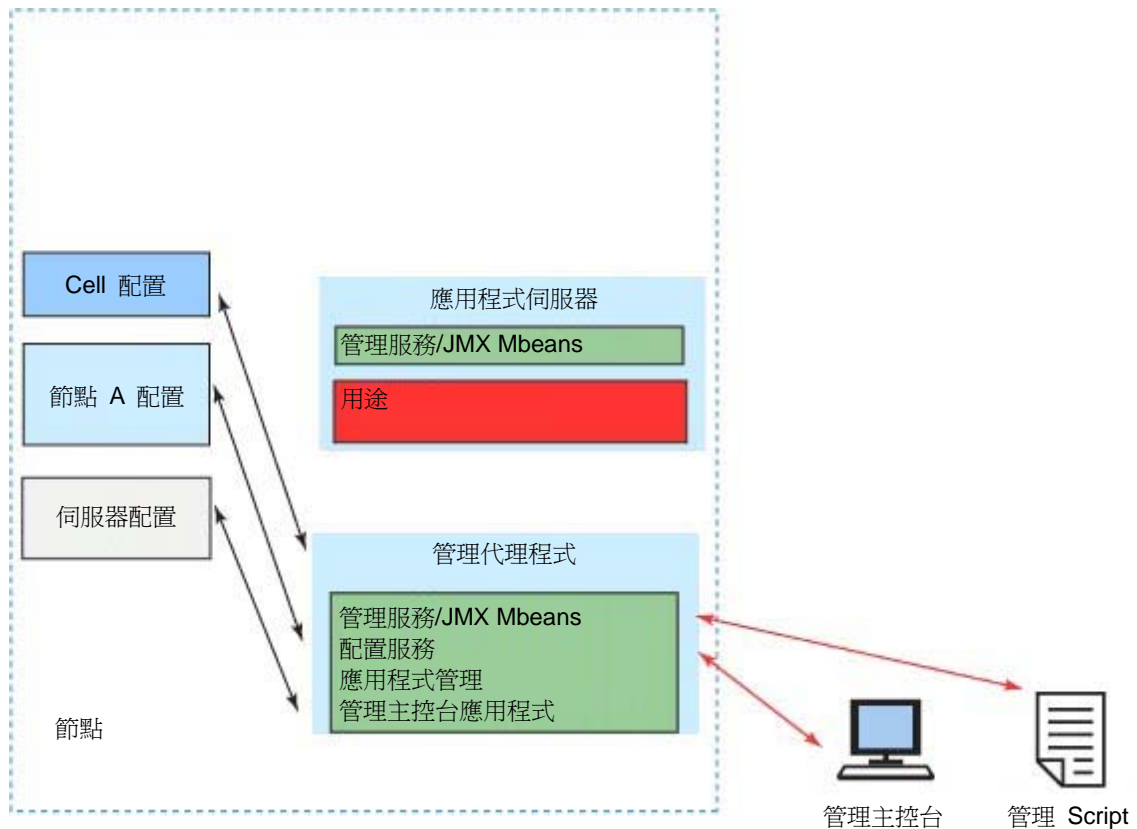 Cell 配置
節點 A 配置
伺服器配置
節點
應用程式伺服器
管理服務/JMX Mbeans
用途
管理代理程式
管理服務/JMX Mbeans
配置服務
應用程式管理
管理主控台應用程式
管理主控台
管理 Script